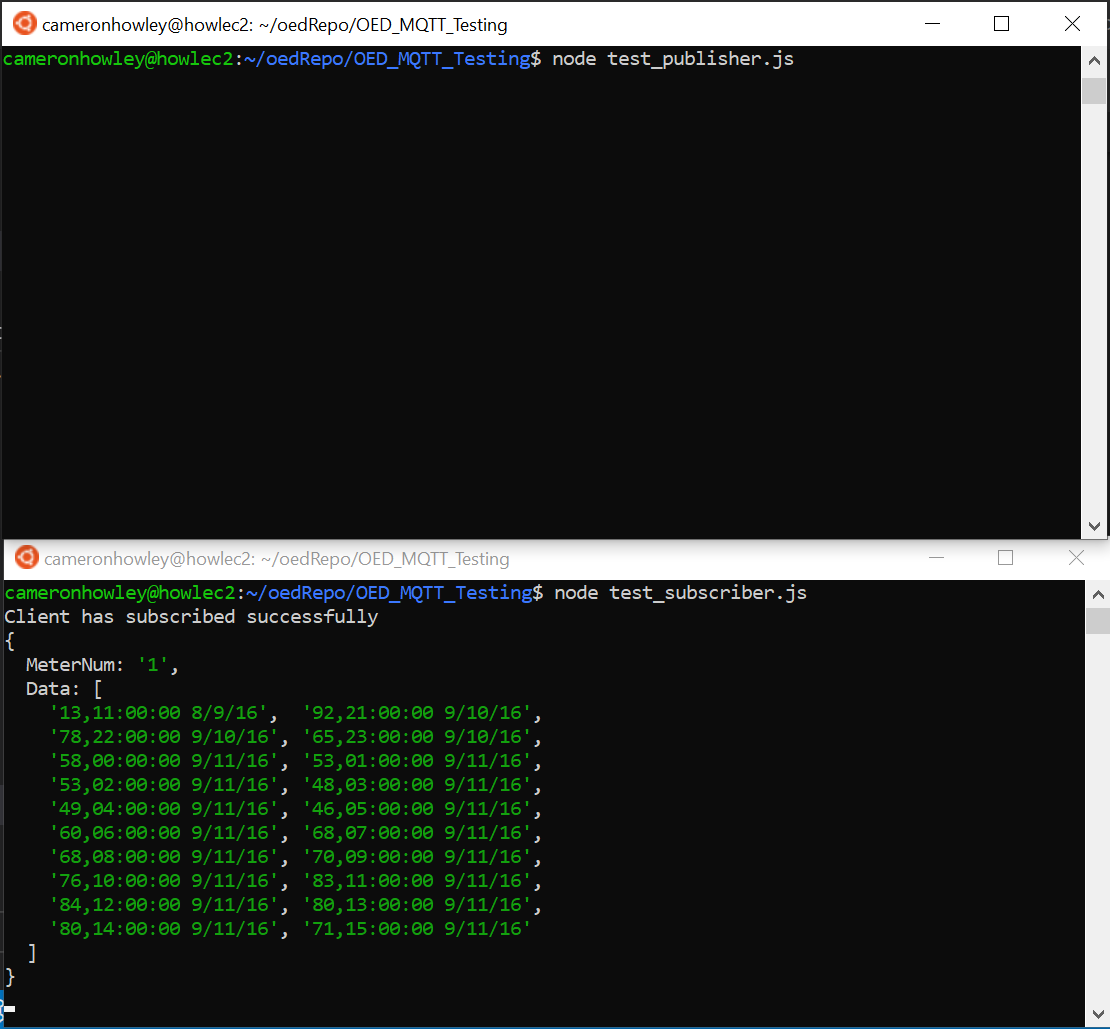 cameronhowley@howlec2: ~/oedRepo/OED_MQTT_Testing
cameronhowley@howlec2:~/oedRepo/OED_MQTT_Testing$ node test_publisher.js
cameronhowley@howlec2: ~/oedRepo/OED_MQTT_Testing
cameronhowley@howlec2:~/oedRepo/OED_MQTT_Testing$ node test_subscriber.js
Client has subscribed successfully
{
  MeterNum: '1',
  Data: [
    '13,11:00:00 8/9/16',  '92,21:00:00 9/10/16',
    '78,22:00:00 9/10/16', '65,23:00:00 9/10/16',
    '58,00:00:00 9/11/16', '53,01:00:00 9/11/16',
    '53,02:00:00 9/11/16', '48,03:00:00 9/11/16',
    '49,04:00:00 9/11/16', '46,05:00:00 9/11/16',
    '60,06:00:00 9/11/16', '68,07:00:00 9/11/16',
    '68,08:00:00 9/11/16', '70,09:00:00 9/11/16',
    '76,10:00:00 9/11/16', '83,11:00:00 9/11/16',
    '84,12:00:00 9/11/16', '80,13:00:00 9/11/16',
    '80,14:00:00 9/11/16', '71,15:00:00 9/11/16'
  ]
}